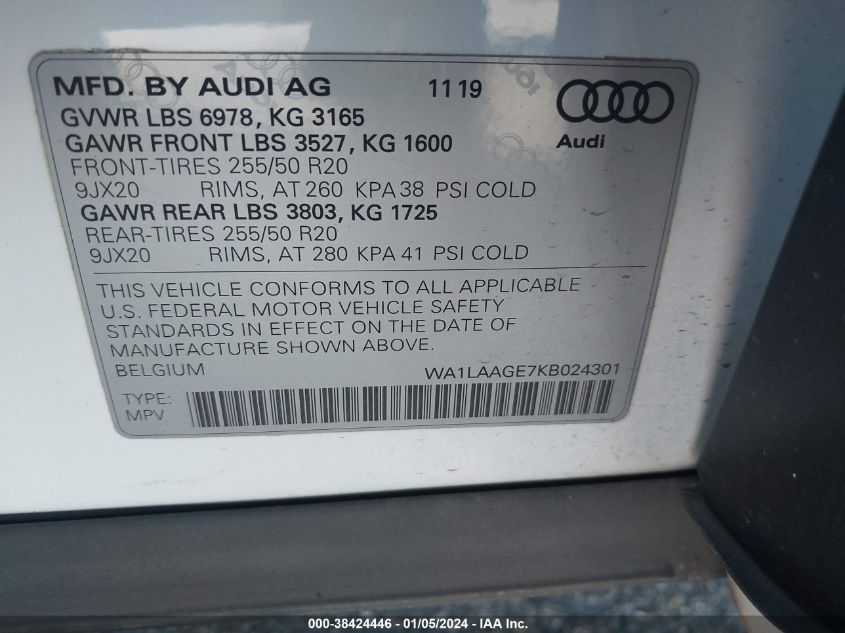 MFD. BY AUDI AG 11 19
GVWR LBS 6978, KG 3165
GAWR FRONT LBS 3527, KG 1600
Audi
FRONT-TIRES 255/50 R20
9JX20 RIMS, AT 260 KPA 38 PSI COLD
GAWR REAR LBS 3803, KG 1725
REAR-TIRES 255/50 R20
9JX20 RIMS, AT 280 KPA 41 PSI COLD
THIS VEHICLE CONFORMS TO ALL APPLICABLE
U.S. FEDERAL MOTOR VEHICLE SAFETY
STANDARDS IN EFFECT ON THE DATE OF
MANUFACTURE SHOWN ABOVE.
BELGIUM WA1LAAGE7KB024301
TYPE:
MPV
000-38424446 - 01/05/2024 - IAAI.COM